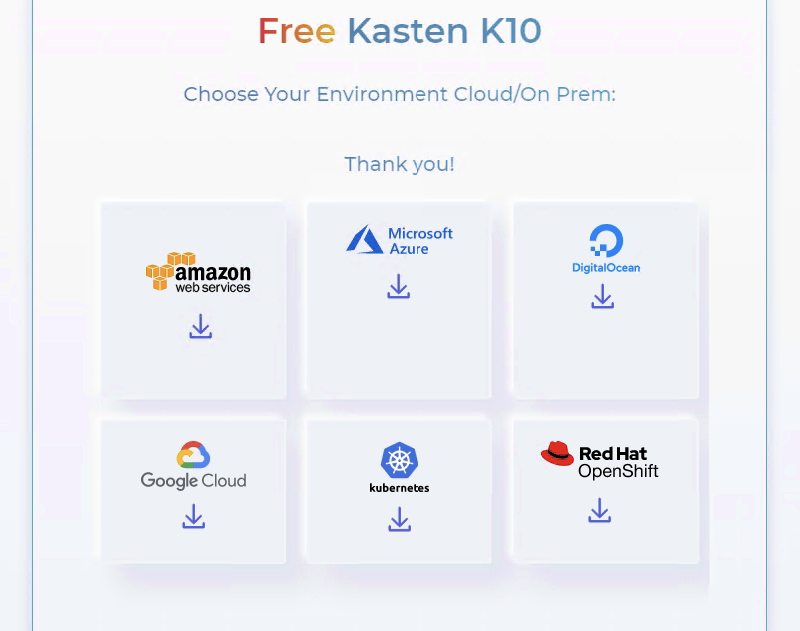 Free Kasten K10
Choose Your Environment Cloud/On Prem:
Thank you!
amazon
web services
Microsoft
Azure
DigitalOcean
Google Cloud
kubernetes
Red Hat
OpenShift